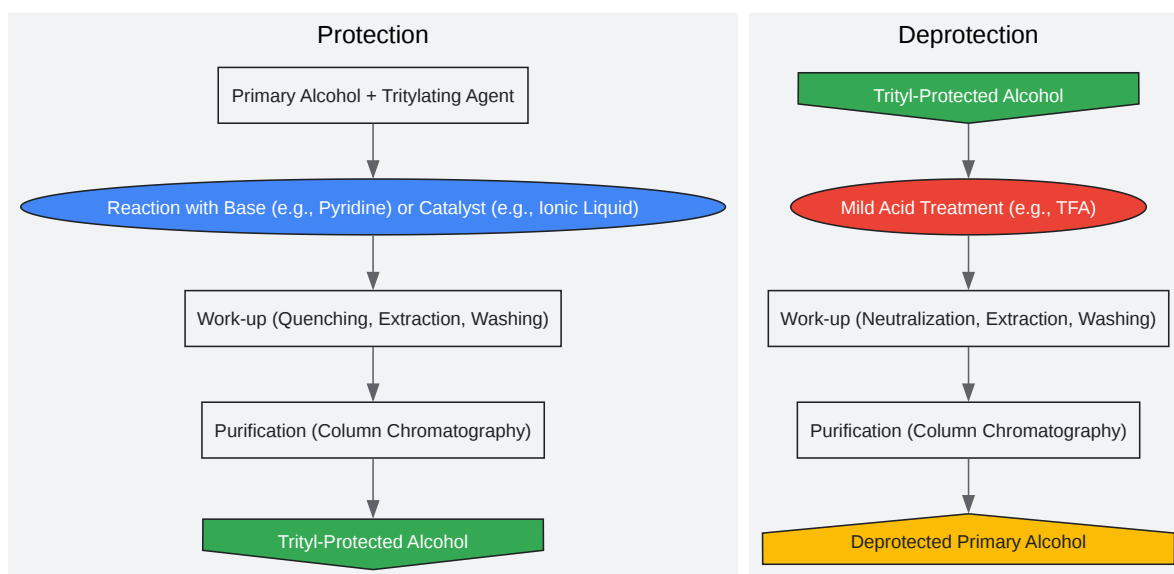 Protection
Primary Alcohol + Tritylating Agent
Reaction with Base (e.g., Pyridine) or Catalyst (e.g., Ionic Liquid)
Work-up (Quenching, Extraction, Washing)
Purification (Column Chromatography)
Trityl-Protected Alcohol
Deprotection
Trityl-Protected Alcohol
Mild Acid Treatment (e.g., TFA)
Work-up (Neutralization, Extraction, Washing)
Purification (Column Chromatography)
Deprotected Primary Alcohol